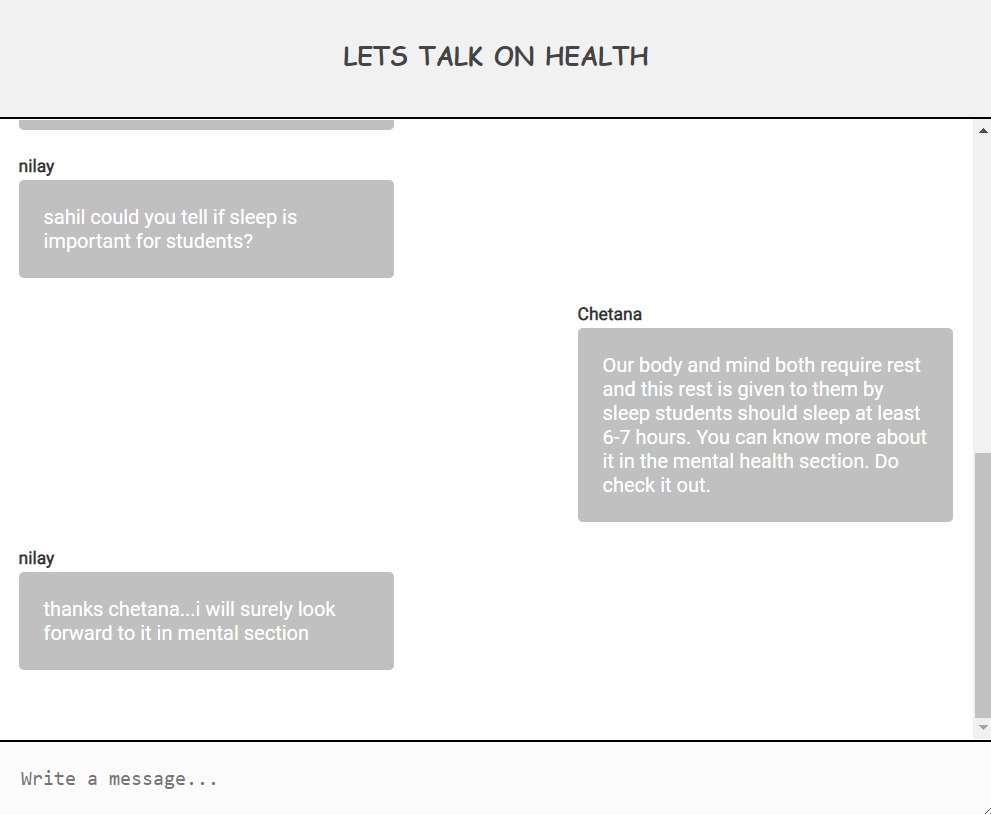 LETS TALK ON HEALTH
nilay
sahil could you tell if sleep is
important for students?
Chetana
Our body and mind both require rest
and this rest is given to them by
sleep students should sleep at least
6-7 hours. You can know more about
it in the mental health section. Do
check it out.
nilay
thanks chetana...i will surely look
forward to it in mental section
Write a message...